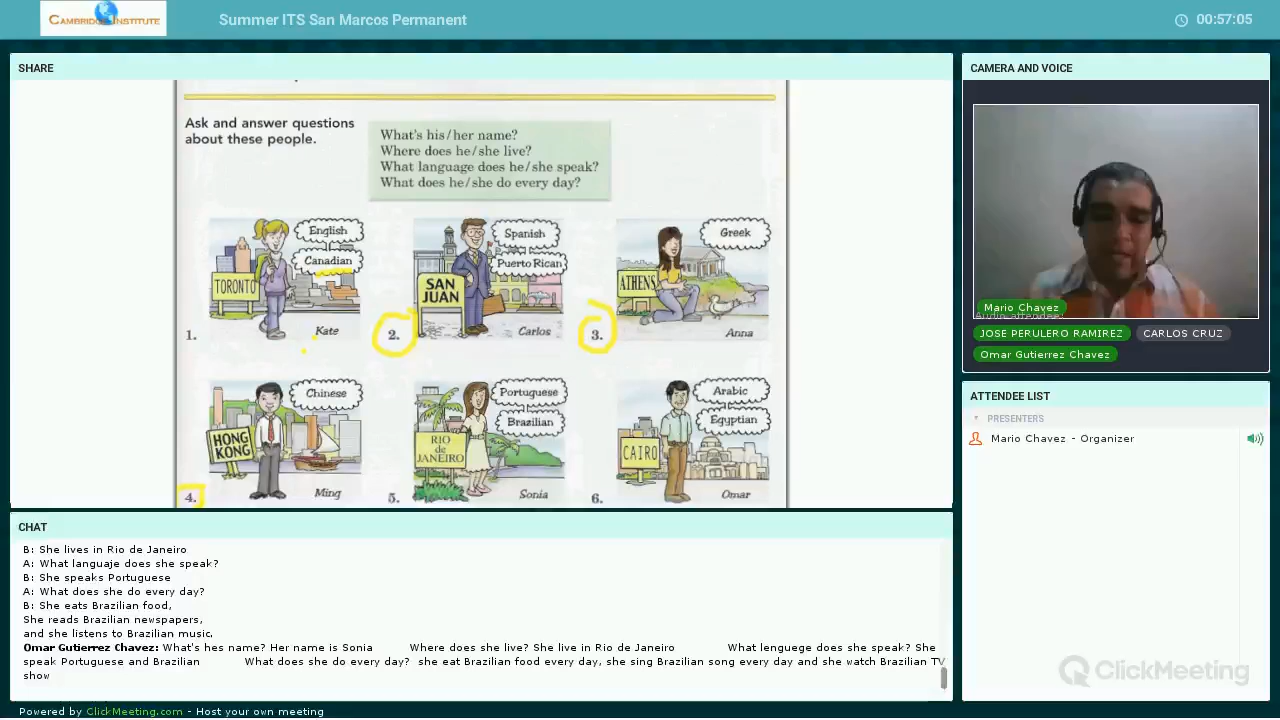 CAMBRIDGE INSTITUTE
Summer ITS San Marcos Permanent
00:57:05
SHARE
CAMERA AND VOICE
Ask and answer questions
about these people.
What's his/her name?
Where does he/she live?
What language does he/she speak?
What does he/she do every day?
English
Canadian
TORONTO
1.
Kate
Spanish
Puerto Rican
SAN
JUAN
2.
Carlos
Greek
ATHENS
3.
Anna
Chinese
HONG
KONG
4.
Ming
Portuguese
Brazilian
RIO
de
JANEIRO
5.
Sonia
Arabic
Egyptian
CAIRO
6.
Omar
Mario Chavez
JOSE PERULERO RAMIREZ
CARLOS CRUZ
Omar Gutierrez Chavez
ATTENDEE LIST
PRESENTERS
Mario Chavez - Organizer
CHAT
B: She lives in Rio de Janeiro
A: What languaje does she speak?
B: She speaks Portuguese
A: What does she do every day?
B: She eats Brazilian food,
She reads Brazilian newspapers,
and she listens to Brazilian music.
Omar Gutierrez Chavez: What's hes name? Her name is Sonia Where does she live? She live in Rio de Janeiro What lenguege does she speak? She
speak Portuguese and Brazilian What does she do every day? she eat Brazilian food every day, she sing Brazilian song every day and she watch Brazilian TV
show
ClickMeeting
Powered by ClickMeeting.com - Host your own meeting